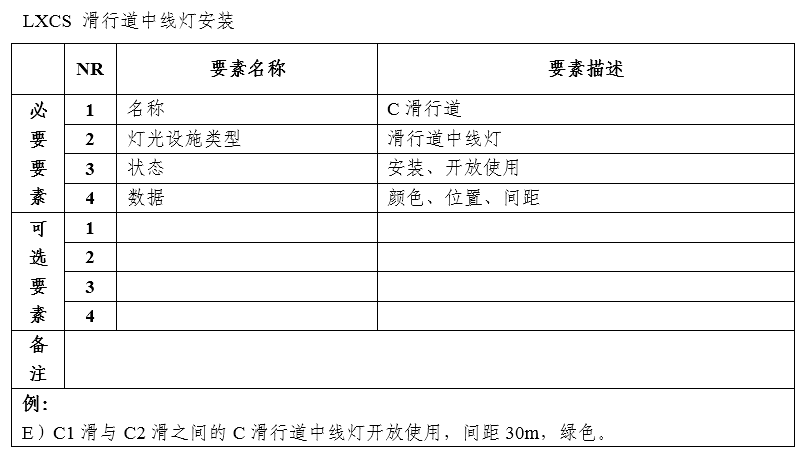 LXCS 滑行道中线灯安装
NR 要素名称 要素描述
必要要素
1 名称 C 滑行道
2 灯光设施类型 滑行道中线灯
3 状态 安装、开放使用
4 数据 颜色、位置、间距
可选要素
1
2
3
4
备注
例：
E）C1 滑与 C2 滑之间的 C 滑行道中线灯开放使用，间距 30m，绿色。